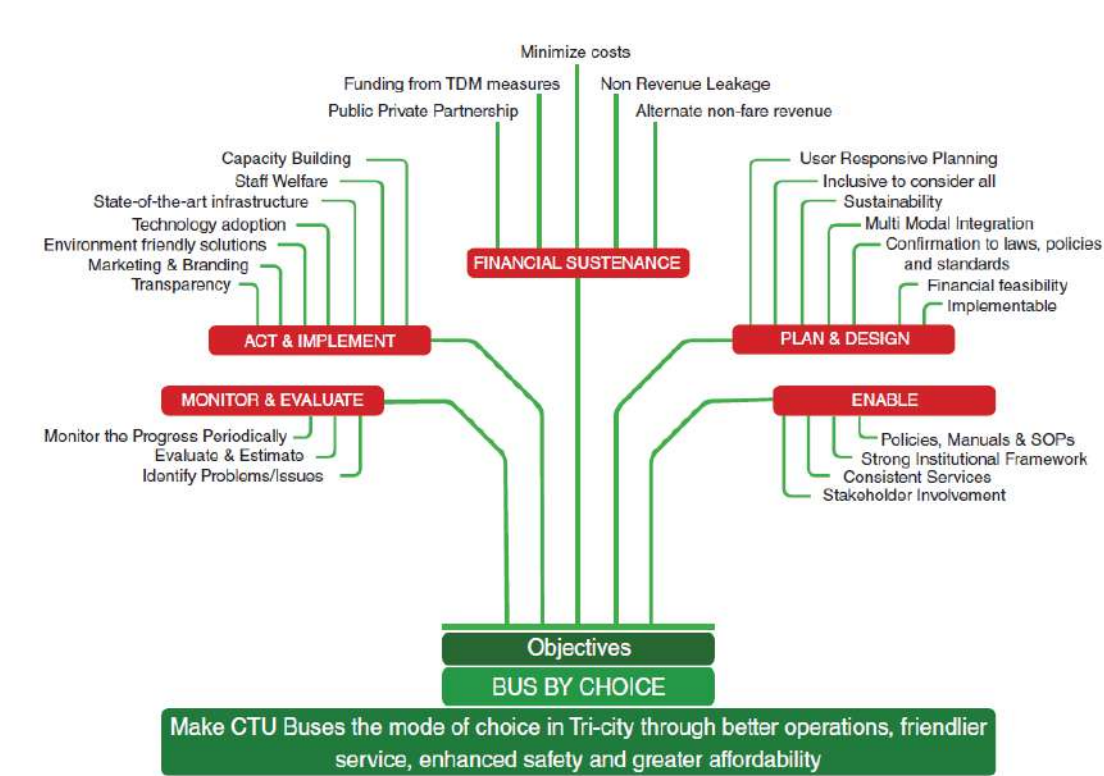 Minimize costs
Funding from TDM measures
Non Revenue Leakage
Public Private Partnership
Alternate non-fare revenue
FINANCIAL SUSTENANCE
Capacity Building
Staff Welfare
State-of-the-art infrastructure
Technology adoption
Environment friendly solutions
Marketing & Branding
Transparency
ACT & IMPLEMENT
User Responsive Planning
Inclusive to consider all
Sustainability
Multi Modal Integration
Confirmation to laws, policies
and standards
Financial feasibility
Implementable
PLAN & DESIGN
MONITOR & EVALUATE
Monitor the Progress Periodically
Evaluate & Estimate
Identify Problems/Issues
ENABLE
Policies, Manuals & SOPs
Strong Institutional Framework
Consistent Services
Stakeholder Involvement
Objectives
BUS BY CHOICE
Make CTU Buses the mode of choice in Tri-city through better operations, friendlier
service, enhanced safety and greater affordability